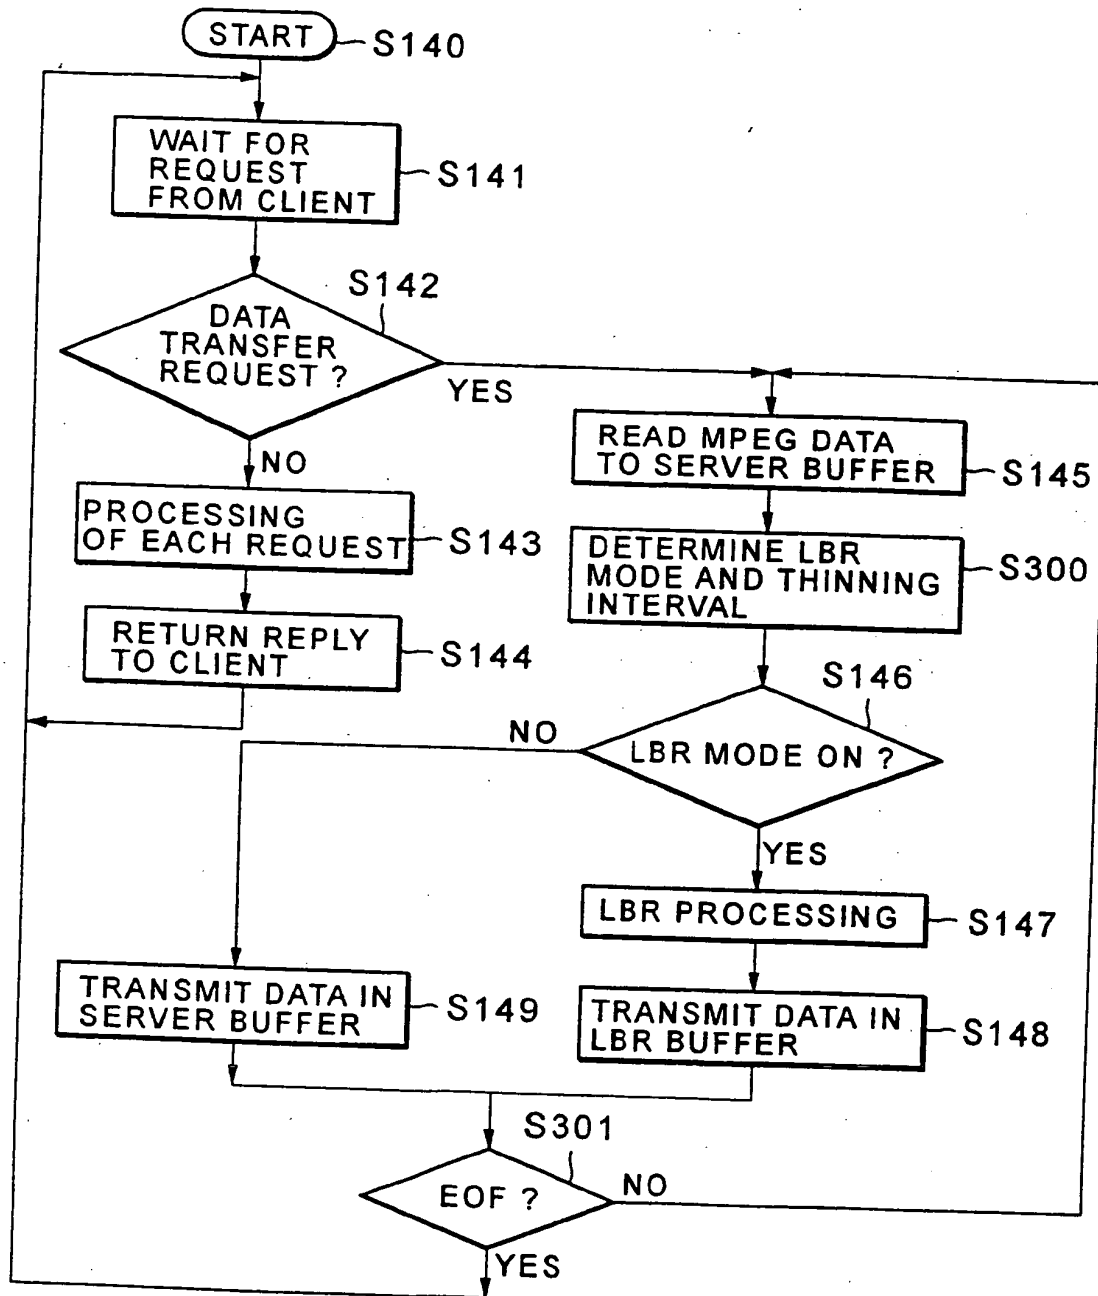 START
S140
WAIT FOR
REQUEST
FROM CLIENT
S141
S142
DATA
TRANSFER
REQUEST ?
YES
NO
READ MPEG DATA
TO SERVER BUFFER
S145
PROCESSING
OF EACH REQUEST
S143
DETERMINE LBR
MODE AND THINNING
INTERVAL
S300
RETURN REPLY
TO CLIENT
S144
S146
NO
LBR MODE ON ?
YES
LBR PROCESSING
S147
TRANSMIT DATA IN
SERVER BUFFER
S149
TRANSMIT DATA IN
LBR BUFFER
S148
S301
EOF ?
NO
YES